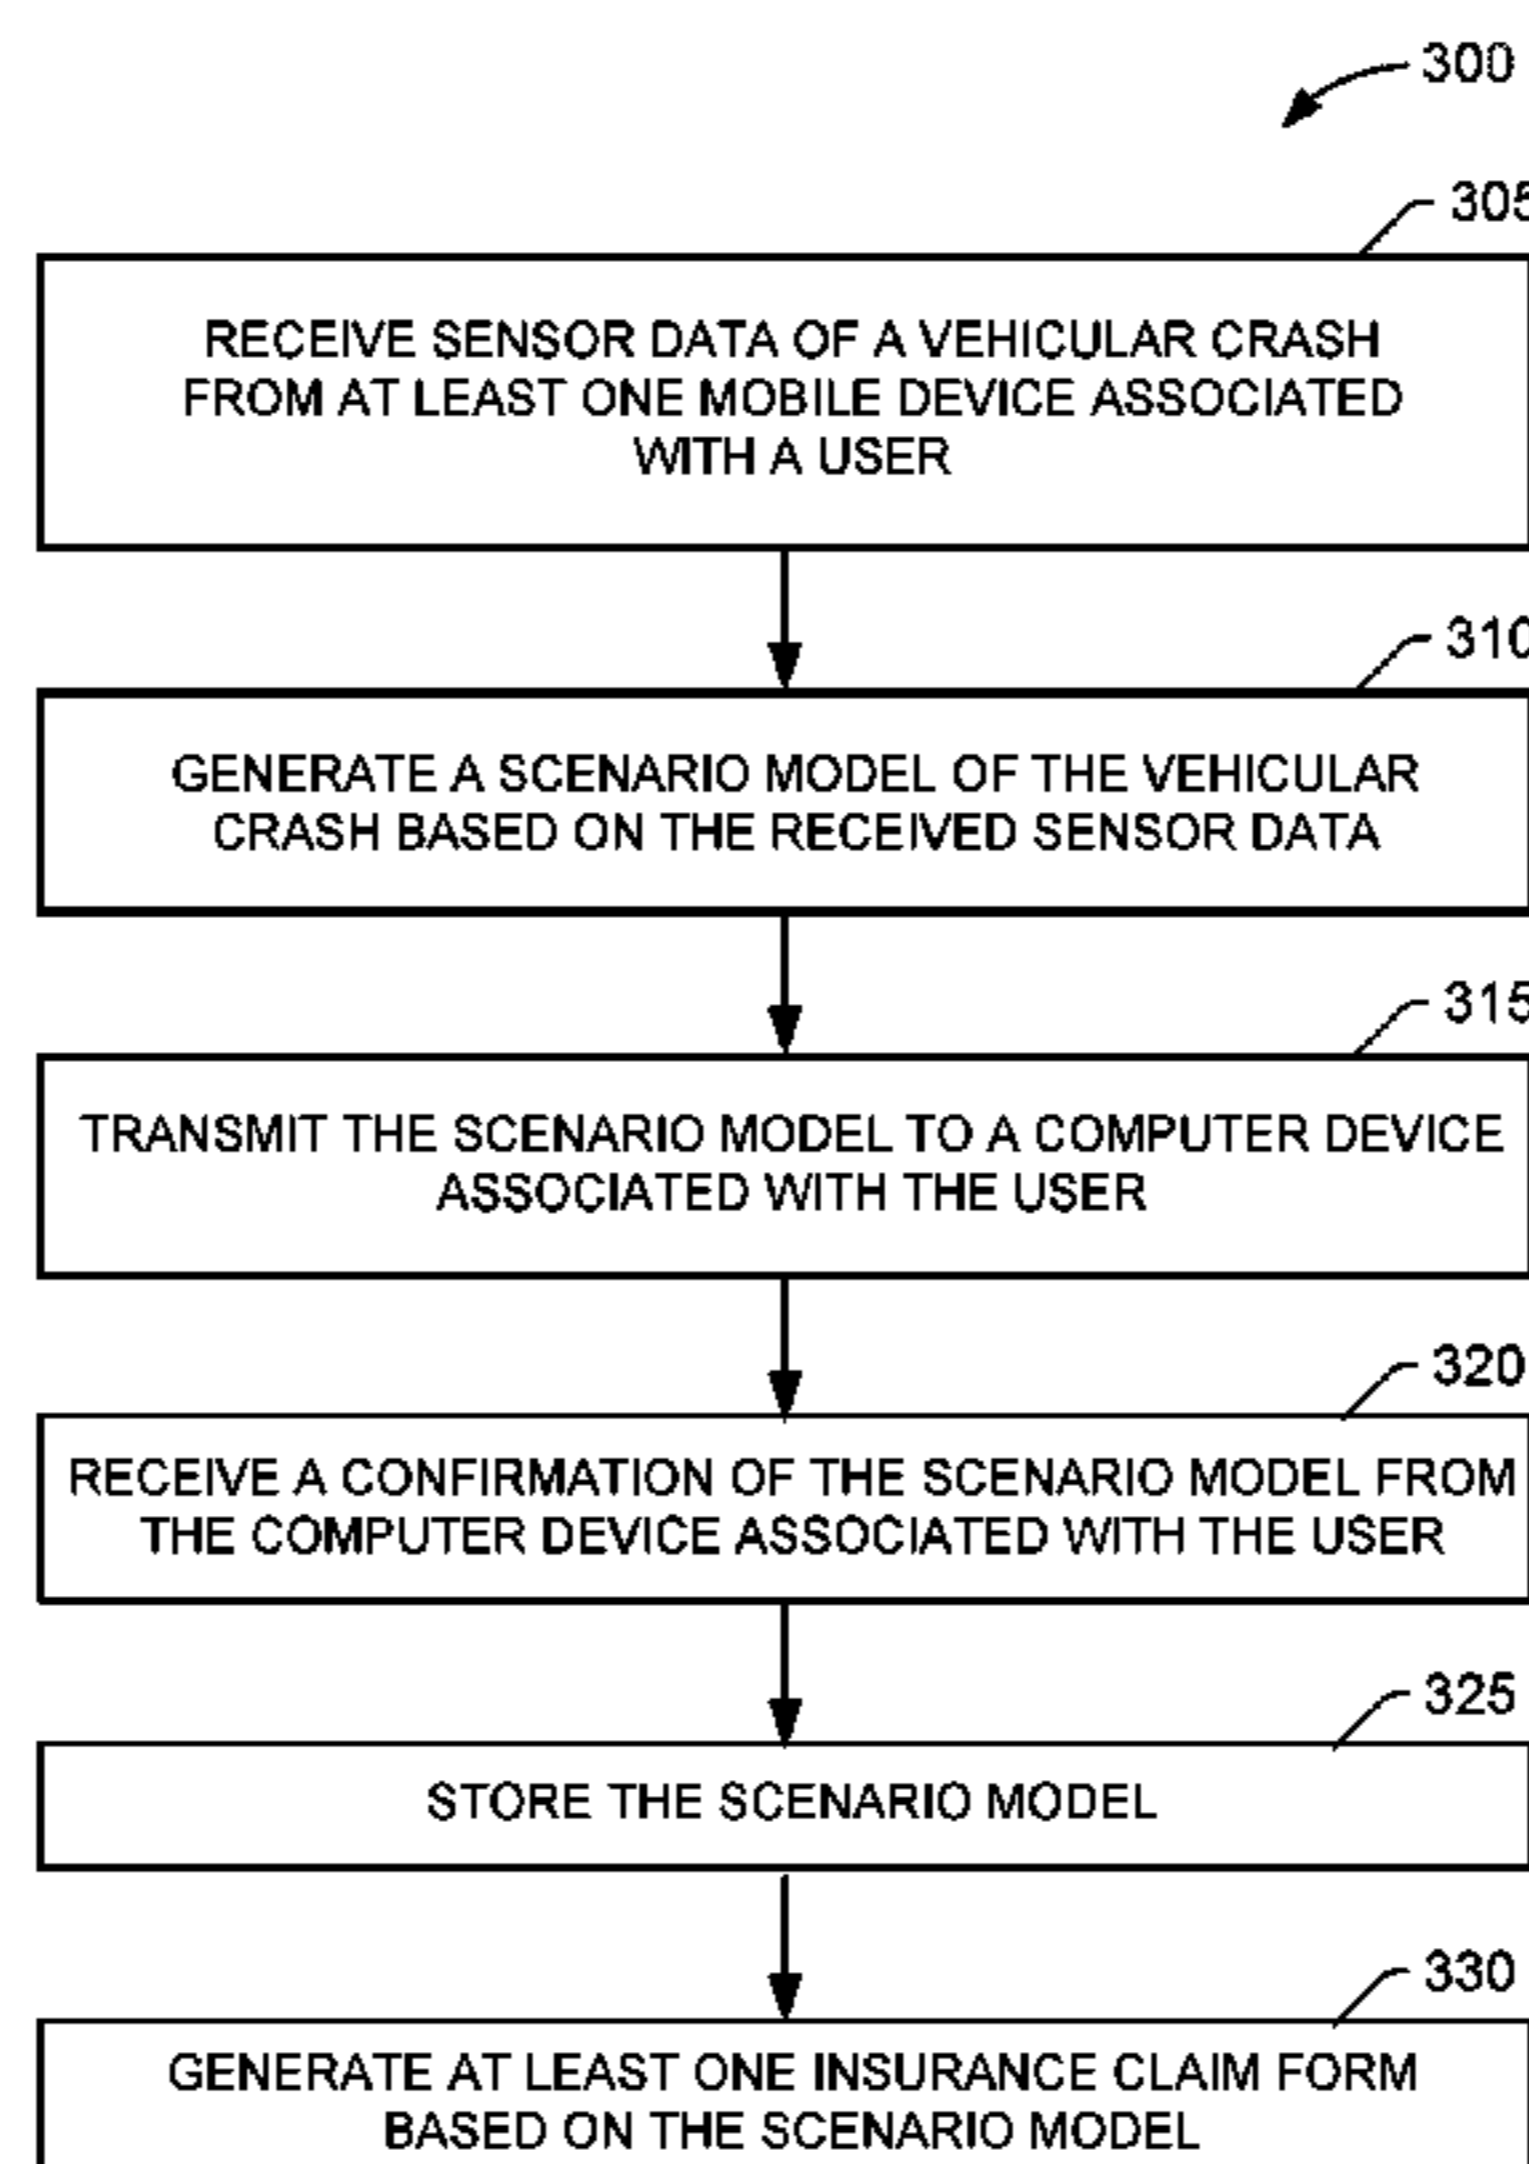 300
305
RECEIVE SENSOR DATA OF A VEHICULAR CRASH
FROM AT LEAST ONE MOBILE DEVICE ASSOCIATED
WITH A USER
310
GENERATE A SCENARIO MODEL OF THE VEHICULAR
CRASH BASED ON THE RECEIVED SENSOR DATA
315
TRANSMIT THE SCENARIO MODEL TO A COMPUTER DEVICE
ASSOCIATED WITH THE USER
320
RECEIVE A CONFIRMATION OF THE SCENARIO MODEL FROM
THE COMPUTER DEVICE ASSOCIATED WITH THE USER
325
STORE THE SCENARIO MODEL
330
GENERATE AT LEAST ONE INSURANCE CLAIM FORM
BASED ON THE SCENARIO MODEL